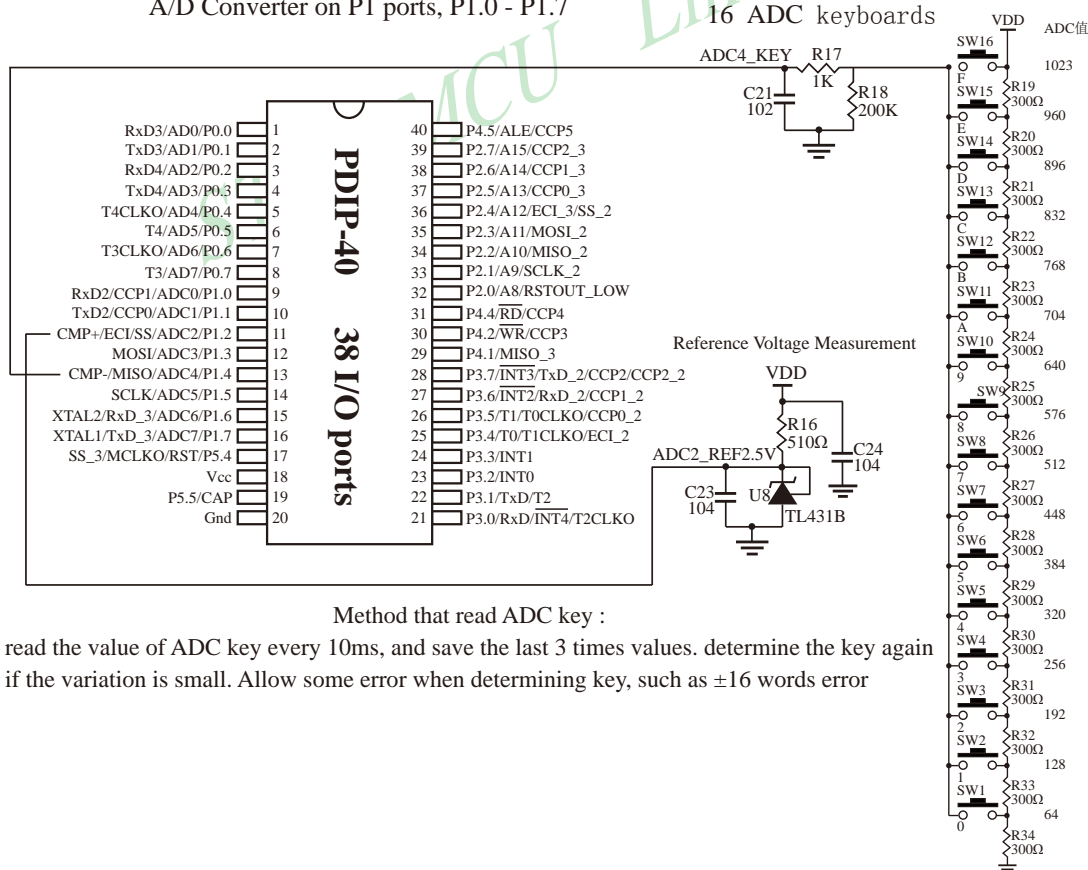 A/D Converter on P1 ports, P1.0 - P1.7
MCU
16 ADC keyboards
VDD
ADC值
ADC4_KEY
R17
1K
C21
102
R18
200K
SW16
F
1023
R19
300Ω
SW15
E
960
R20
300Ω
SW14
D
896
R21
300Ω
SW13
C
832
R22
300Ω
SW12
B
768
R23
300Ω
SW11
A
704
R24
300Ω
SW10
9
640
R25
300Ω
SW9
8
576
R26
300Ω
SW8
7
512
R27
300Ω
SW7
6
448
R28
300Ω
SW6
5
384
R29
300Ω
SW5
4
320
R30
300Ω
SW4
3
256
R31
300Ω
SW3
2
192
R32
300Ω
SW2
1
128
R33
300Ω
SW1
0
64
R34
300Ω
PDIP-40 38 I/O ports
RxD3/AD0/P0.0 1
TxD3/AD1/P0.1 2
RxD4/AD2/P0.2 3
TxD4/AD3/P0.3 4
T4CLKO/AD4/P0.4 5
T4/AD5/P0.5 6
T3CLKO/AD6/P0.6 7
T3/AD7/P0.7 8
RxD2/CCP1/ADC0/P1.0 9
TxD2/CCP0/ADC1/P1.1 10
CMP+/ECI/SS/ADC2/P1.2 11
MOSI/ADC3/P1.3 12
CMP-/MISO/ADC4/P1.4 13
SCLK/ADC5/P1.5 14
XTAL2/RxD_3/ADC6/P1.6 15
XTAL1/TxD_3/ADC7/P1.7 16
SS_3/MCLKO/RST/P5.4 17
Vcc 18
P5.5/CAP 19
Gnd 20
40 P4.5/ALE/CCP5
39 P2.7/A15/CCP2_3
38 P2.6/A14/CCP1_3
37 P2.5/A13/CCP0_3
36 P2.4/A12/ECI_3/SS_2
35 P2.3/A11/MOSI_2
34 P2.2/A10/MISO_2
33 P2.1/A9/SCLK_2
32 P2.0/A8/RSTOUT_LOW
31 P4.4/RD/CCP4
30 P4.2/WR/CCP3
29 P4.1/MISO_3
28 P3.7/INT3/TxD_2/CCP2/CCP2_2
27 P3.6/INT2/RxD_2/CCP1_2
26 P3.5/T1/T0CLKO/CCP0_2
25 P3.4/T0/T1CLKO/ECI_2
24 P3.3/INT1
23 P3.2/INT0
22 P3.1/TxD/T2
21 P3.0/RxD/INT4/T2CLKO
Reference Voltage Measurement
VDD
R16
510Ω
C24
104
ADC2_REF2.5V
C23
104
U8
TL431B
Method that read ADC key :
read the value of ADC key every 10ms, and save the last 3 times values. determine the key again
if the variation is small. Allow some error when determining key, such as ±16 words error